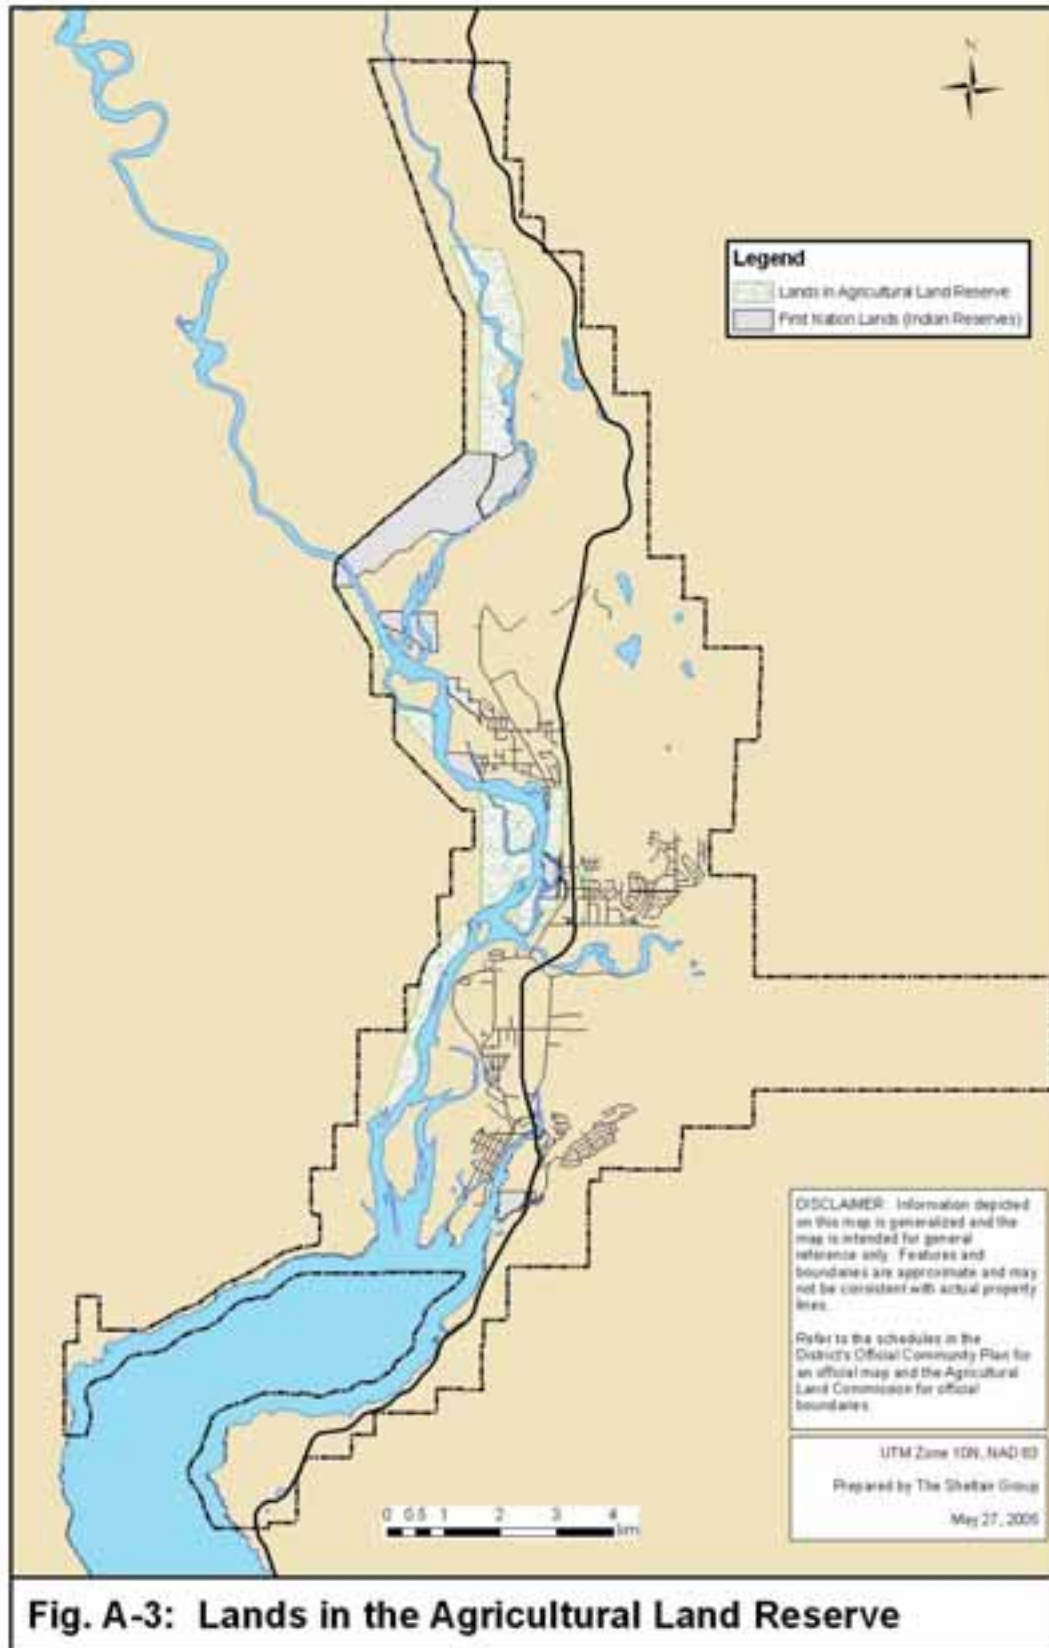 N
Legend
Lands in Agricultural Land Reserve
First Nation Lands (Indian Reserves)
DISCLAIMER: Information depicted
on this map is generalized and the
map is intended for general
reference only. Features and
boundaries are approximate and may
not be consistent with actual property
lines.
Refer to the schedules in the
District's Official Community Plan for
an official map and the Agricultural
Land Commission for official
boundaries.
UTM Zone 10N, NAD 83
Prepared by The Sheltair Group
May 27, 2005
0 0.5 1 2 3 4
km
Fig. A-3: Lands in the Agricultural Land Reserve